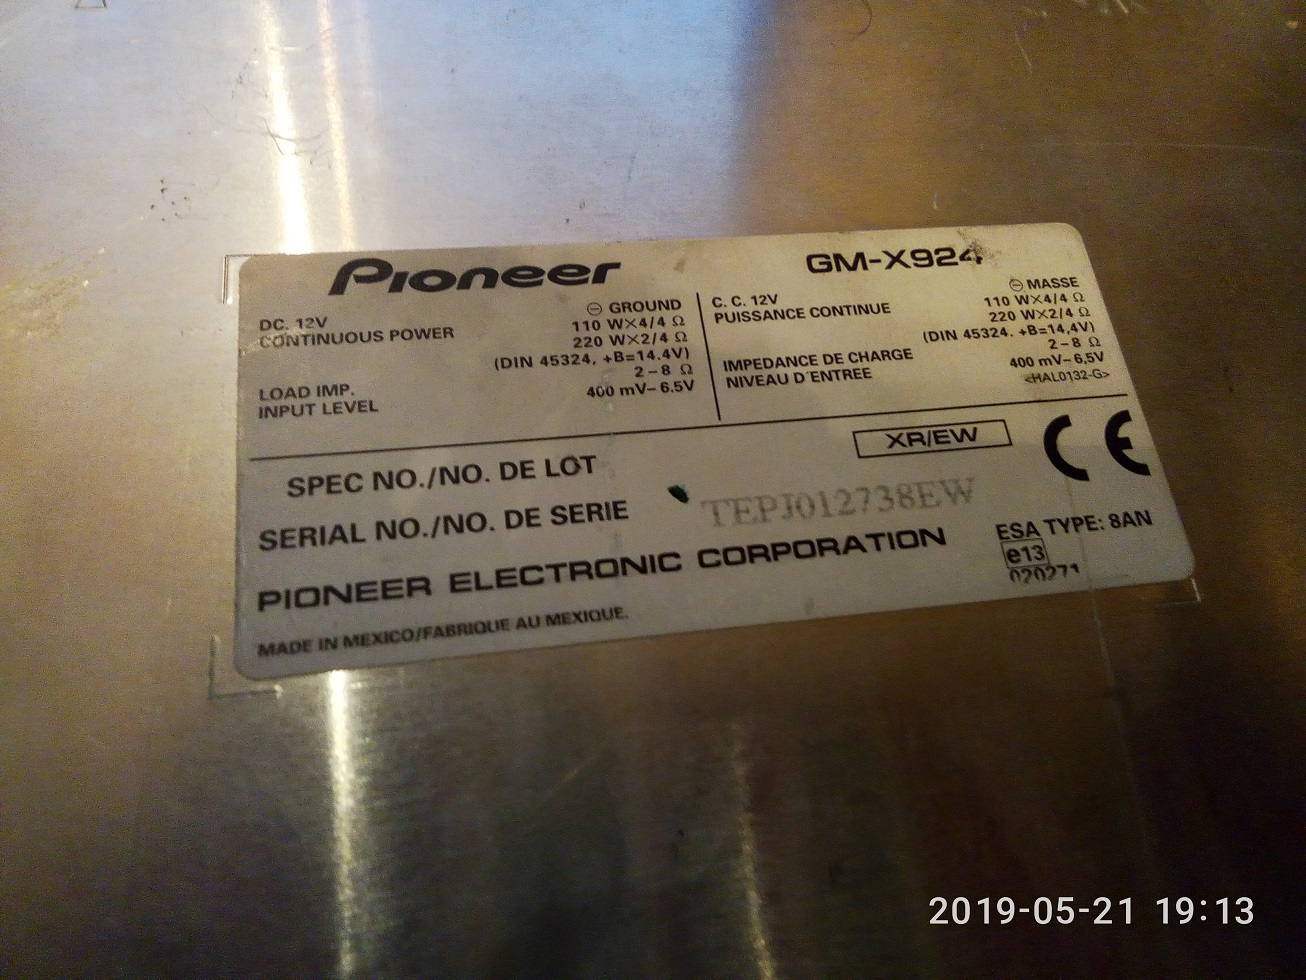 Pioneer
GM-X924
DC. 12V
⊖ GROUND
CONTINUOUS POWER
110 W×4/4 Ω
220 W×2/4 Ω
(DIN 45324. +B=14.4V)
LOAD IMP.
2–8 Ω
INPUT LEVEL
400 mV–6.5V
C. C. 12V
⊖ MASSE
PUISSANCE CONTINUE
110 W×4/4 Ω
220 W×2/4 Ω
(DIN 45324. +B=14,4V)
IMPEDANCE DE CHARGE
2–8 Ω
NIVEAU D'ENTREE
400 mV–6,5V
<HAL0132-G>
SPEC NO./NO. DE LOT
XR/EW
CE
SERIAL NO./NO. DE SERIE
TEPJ012738EW
PIONEER ELECTRONIC CORPORATION
ESA TYPE: 8AN
e13
020271
MADE IN MEXICO/FABRIQUE AU MEXIQUE.
2019-05-21 19:13